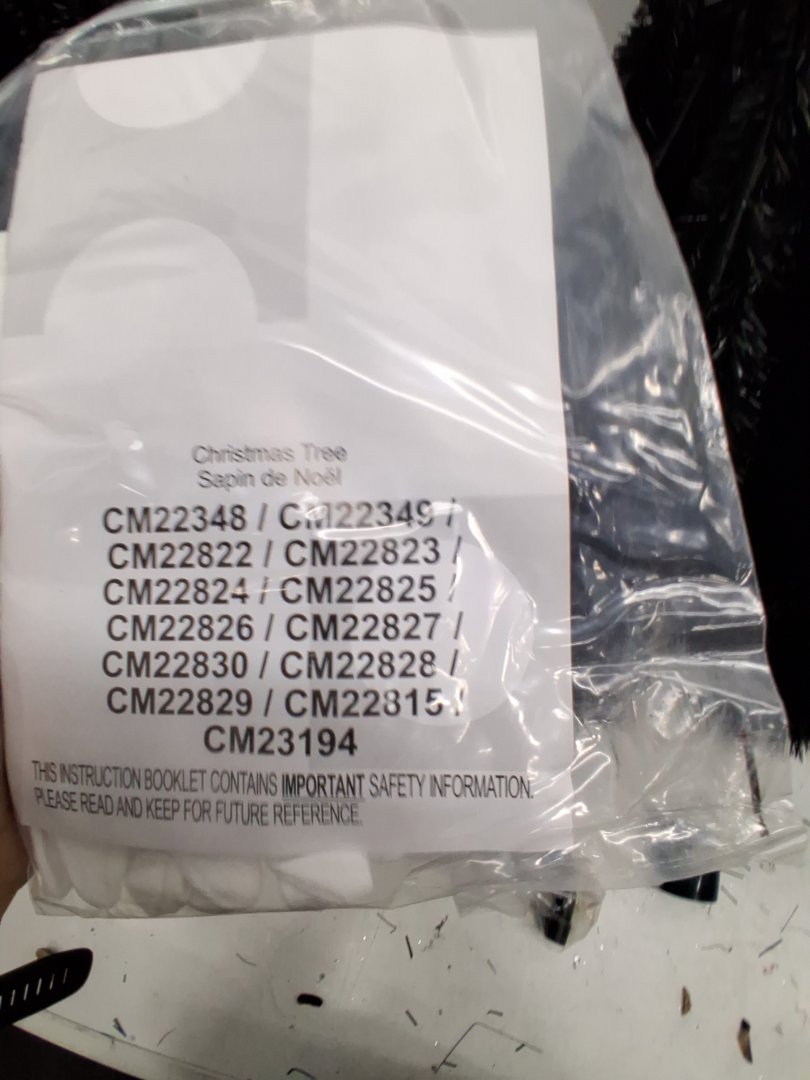 Christmas Tree
Sapin de Noël
CM22348 / CM22349 /
CM22822 / CM22823 /
CM22824 / CM22825 /
CM22826 / CM22827 /
CM22830 / CM22828 /
CM22829 / CM22815 /
CM23194
THIS INSTRUCTION BOOKLET CONTAINS IMPORTANT SAFETY INFORMATION.
PLEASE READ AND KEEP FOR FUTURE REFERENCE.